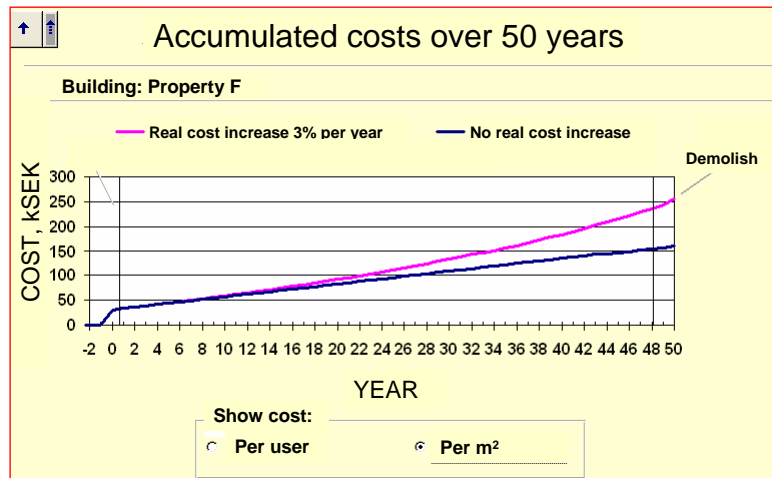 Accumulated costs over 50 years
Building: Property F
Real cost increase 3% per year No real cost increase
Demolish
COST, kSEK
300
250
200
150
100
50
0
-2 0 2 4 6 8 10 12 14 16 18 20 22 24 26 28 30 32 34 36 38 40 42 44 46 48 50
YEAR
Show cost:
Per user Per m²